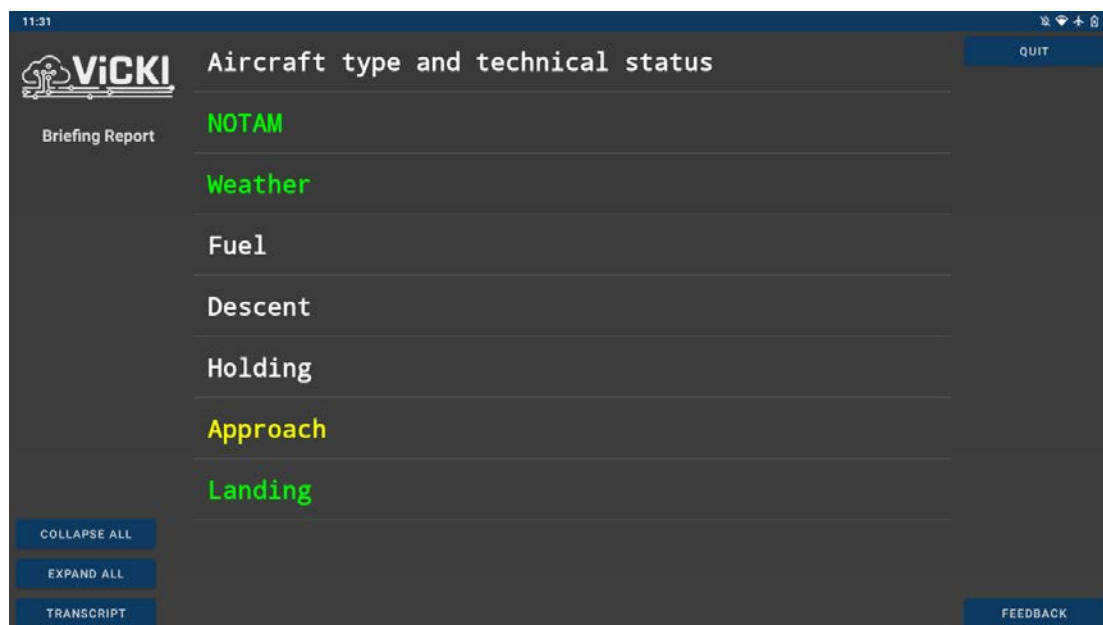 11:31
ViCKI
Briefing Report
Aircraft type and technical status
NOTAM
Weather
Fuel
Descent
Holding
Approach
Landing
COLLAPSE ALL
EXPAND ALL
TRANSCRIPT
QUIT
FEEDBACK